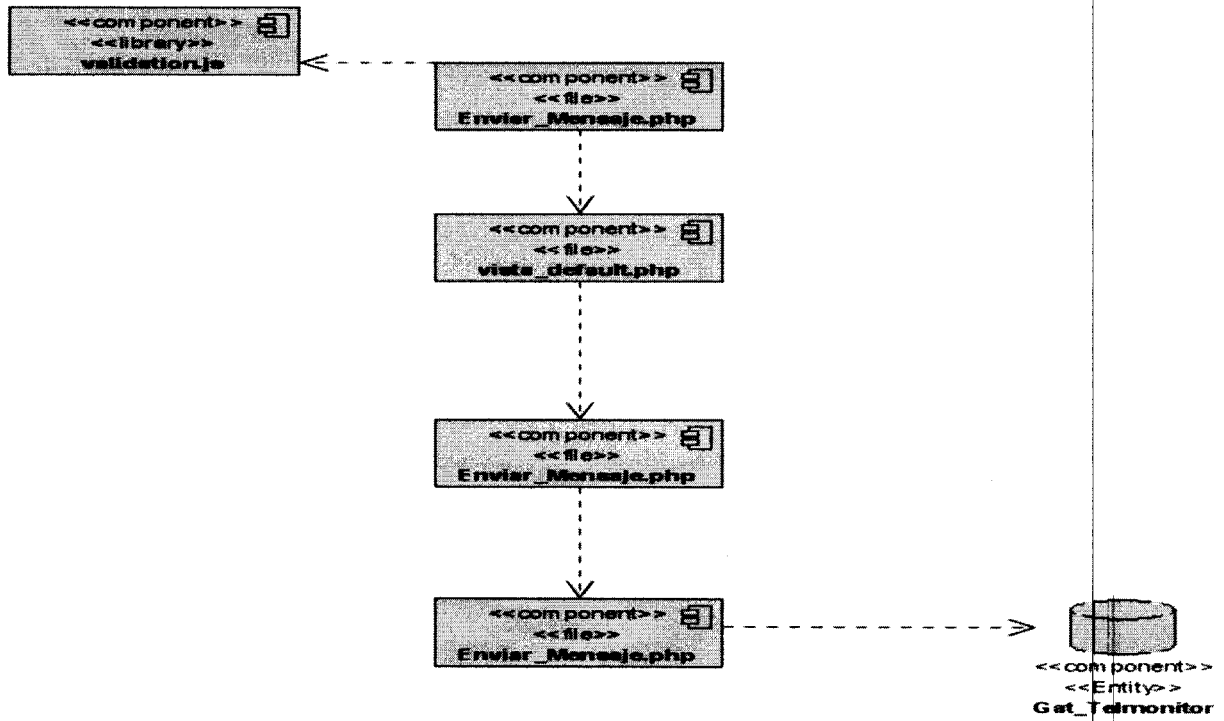 <<component>>
<<library>>
validation.js
<<component>>
<<file>>
Enviar_Mensaje.php
<<component>>
<<file>>
vista_default.php
<<component>>
<<file>>
Enviar_Mensaje.php
<<component>>
<<file>>
Enviar_Mensaje.php
<<component>>
<<Entity>>
Gat_Telmonitor